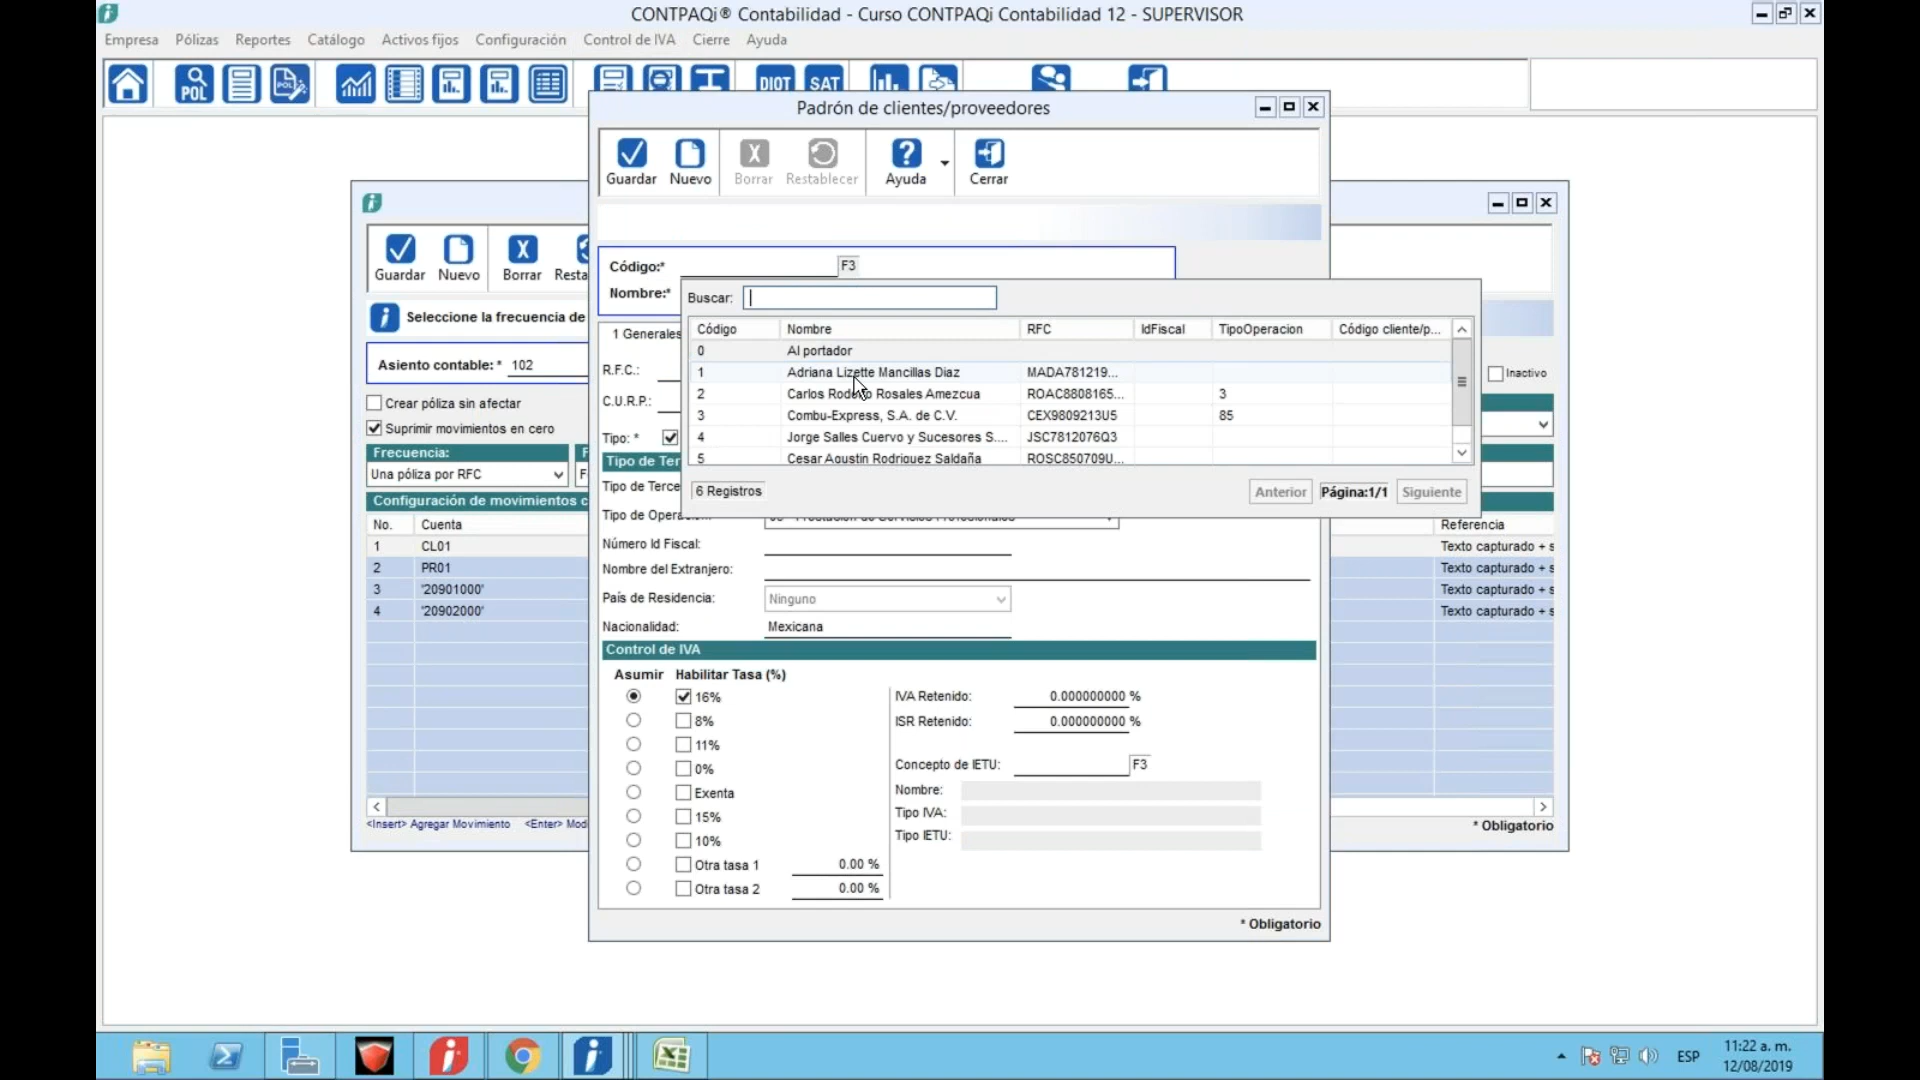 CONTPAQi® Contabilidad - Curso CONTPAQi Contabilidad 12 - SUPERVISOR
Empresa Pólizas Reportes Catálogo Activos fijos Configuración Control de IVA Cierre Ayuda
POL DIOT SAT
Padrón de clientes/proveedores
Guardar Nuevo Borrar Restablecer Ayuda Cerrar
Guardar Nuevo Borrar Resta
Código:* F3
Nombre:*
Seleccione la frecuencia de
Asiento contable: * 102
Inactivo
Crear póliza sin afectar
Suprimir movimientos en cero
Frecuencia: F
Una póliza por RFC F
Configuración de movimientos c
No. Cuenta Referencia
1 CL01 Texto capturado + s
2 PR01 Texto capturado + s
3 '20901000' Texto capturado + s
4 '20902000' Texto capturado + s
<Insert> Agregar Movimiento <Enter> Mod
* Obligatorio
Buscar:
Código Nombre RFC IdFiscal TipoOperacion Código cliente/p...
0 Al portador
1 Adriana Lizette Mancillas Diaz MADA781219...
2 Carlos Rodolfo Rosales Amezcua ROAC8808165... 3
3 Combu-Express, S.A. de C.V. CEX9809213U5 85
4 Jorge Salles Cuervo y Sucesores S.... JSC7812076Q3
5 Cesar Agustin Rodriguez Saldaña ROSC850709U...
6 Registros Anterior Página:1/1 Siguiente
1 Generales
R.F.C.:
C.U.R.P.:
Tipo: *
Tipo de Ter
Tipo de Terce
Tipo de Opera
Número Id Fiscal:
Nombre del Extranjero:
País de Residencia: Ninguno
Nacionalidad: Mexicana
Control de IVA
Asumir Habilitar Tasa (%)
16% IVA Retenido: 0.000000000 %
8% ISR Retenido: 0.000000000 %
11%
0% Concepto de IETU: F3
Exenta Nombre:
15% Tipo IVA:
10% Tipo IETU:
Otra tasa 1 0.00 %
Otra tasa 2 0.00 %
* Obligatorio
ESP
11:22 a. m.
12/08/2019